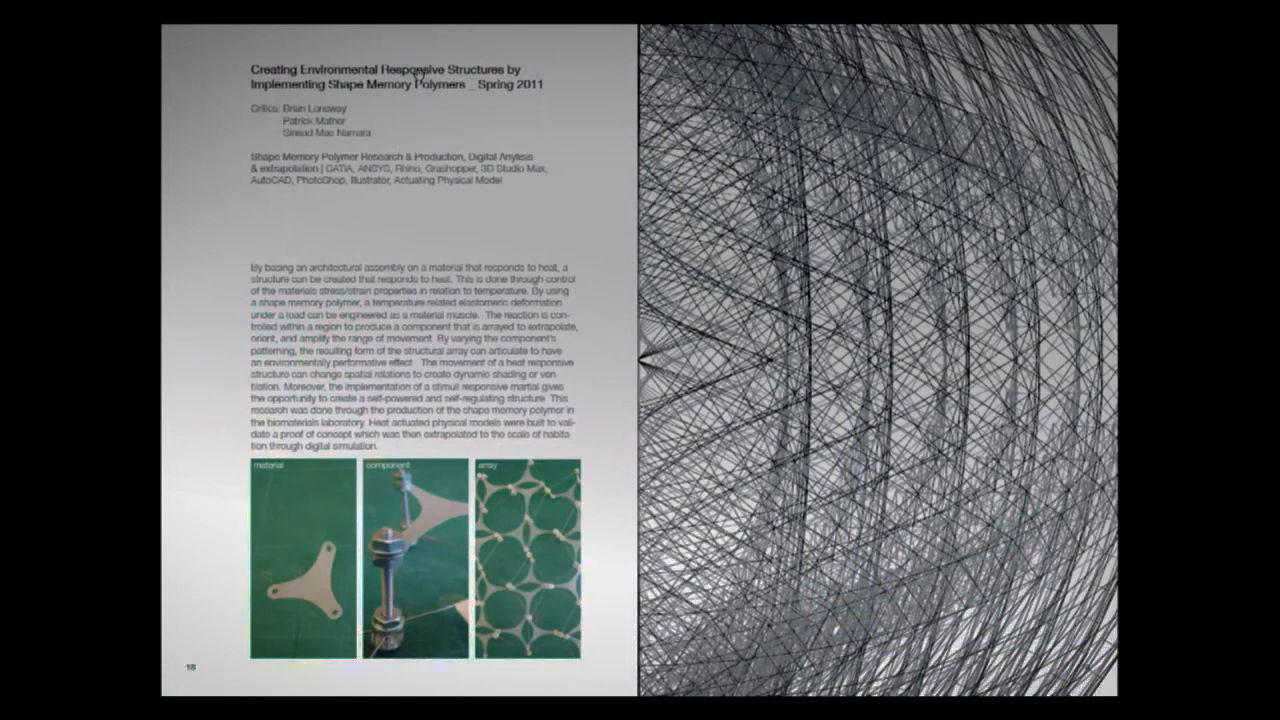 Creating Environmental Responsive Structures by
Implementing Shape Memory Polymers _ Spring 2011
Critics: Brian Lonsway
Patrick Mather
Sinead Mac Namara
Shape Memory Polymer Research & Production, Digital Anylisis
& extrapolation | CATIA, ANSYS, Rhino, Grashopper, 3D Studio Max,
AutoCAD, PhotoShop, Illustrator, Actuating Physical Model
By basing an architectural assembly on a material that responds to heat, a
structure can be created that responds to heat. This is done through control
of the materials stress/strain properties in relation to temperature. By using
a shape memory polymer, a temperature related elastomeric deformation
under a load can be engineered as a material muscle. The reaction is con-
trolled within a region to produce a component that is arrayed to extrapolate,
orient, and amplify the range of movement. By varying the component's
patterning, the resulting form of the structural array can articulate to have
an environmentally performative effect. The movement of a heat responsive
structure can change spatial relations to create dynamic shading or ven
tilation. Moreover, the implementation of a stimuli responsive martial gives
the opportunity to create a self-powered and self-regulating structure. This
research was done through the production of the shape memory polymer in
the biomaterials laboratory. Heat actuated physical models were built to vali-
date a proof of concept which was then extrapolated to the scale of habita-
tion through digital simulation.
material
component
array
18